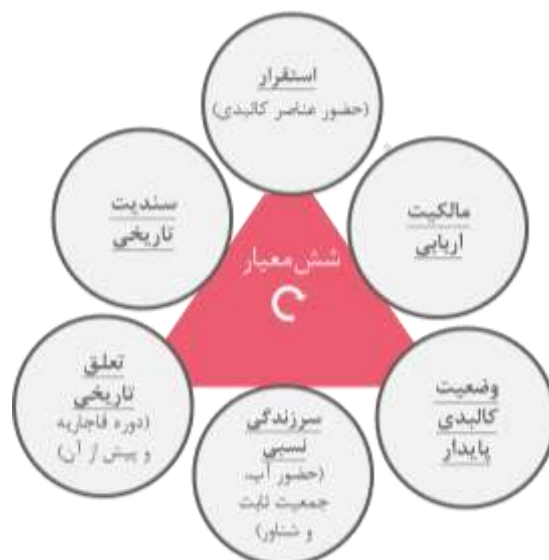 استقرار
(حضور عناصر کالبدی)
سندیت
تاریخی
مالکیت
اربابی
شش معیار
تعلق
تاریخی
(دوره قاجاریه
و پیش از آن)
سرزندگی
نسبی
(حضور آب،
جمعیت ثابت
و شناور)
وضعیت
کالبدی
پایدار